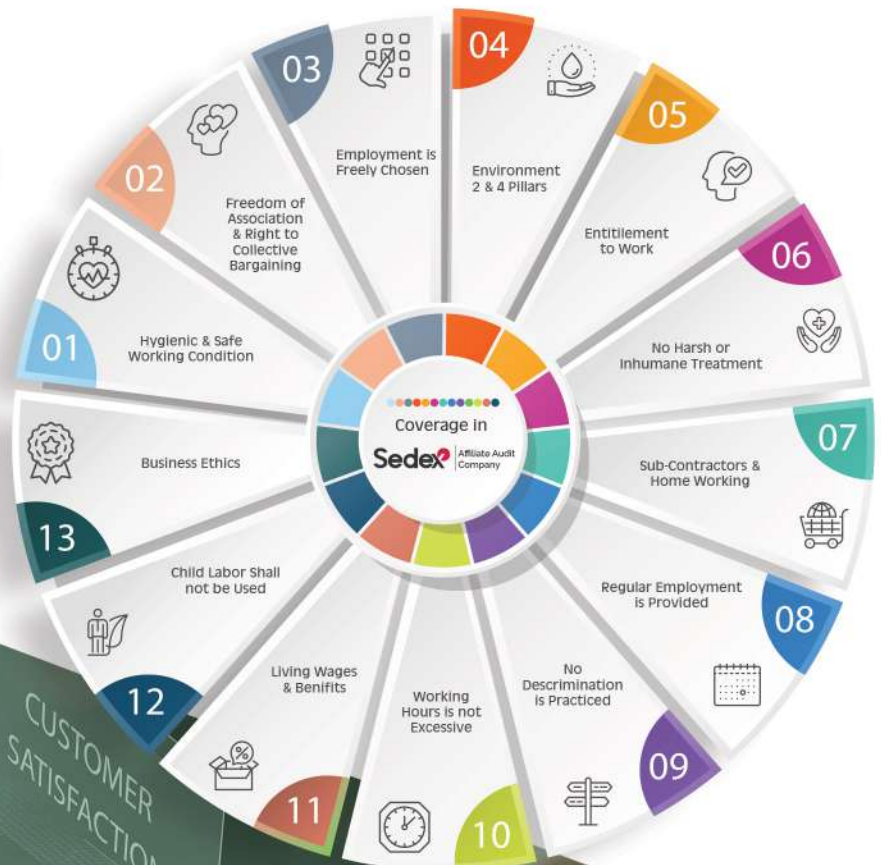 01
Hygienic & Safe
Working Condition
02
Freedom of
Association
& Right to
Collective
Bargaining
03
Employment is
Freely Chosen
04
Environment
2 & 4 Pillars
05
Entitilement
to Work
06
No Harsh or
Inhumane Treatment
07
Sub-Contractors &
Home Working
08
Regular Employment
is Provided
09
No
Descrimination
is Practiced
10
Working
Hours is not
Excessive
11
Living Wages
& Benifits
12
Child Labor Shall
not be Used
13
Business Ethics
Coverage in
Sedex
Affiliate Audit
Company
%
CUSTOMER
SATISFACTION